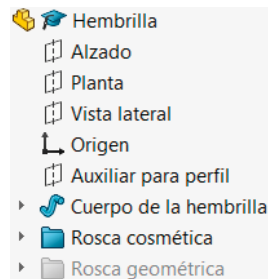 Hembrilla
Alzado
Planta
Vista lateral
Origen
Auxiliar para perfil
Cuerpo de la hembrilla
Rosca cosmética
Rosca geométrica